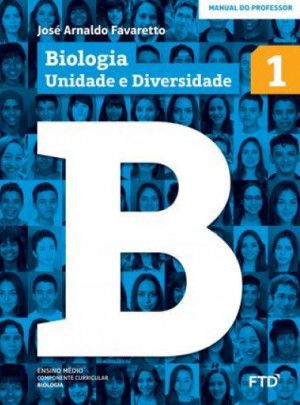 MANUAL DO PROFESSOR
José Arnaldo Favaretto
Biologia
Unidade e Diversidade
1
B
ENSINO MÉDIO
COMPONENTE CURRICULAR
BIOLOGIA
FTD